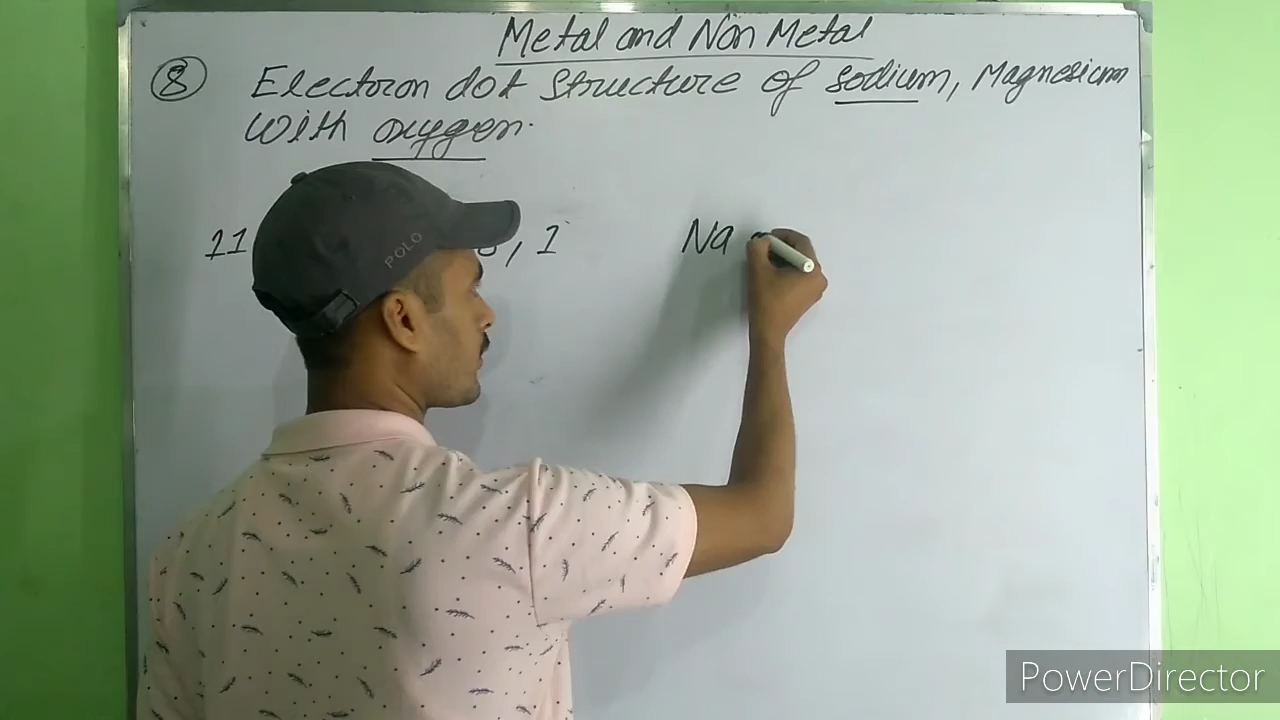 Metal and Non Metal
8 Electron dot structure of sodium, Magnesium
with oxygen.
11 , 1 Na
POLO
PowerDirector